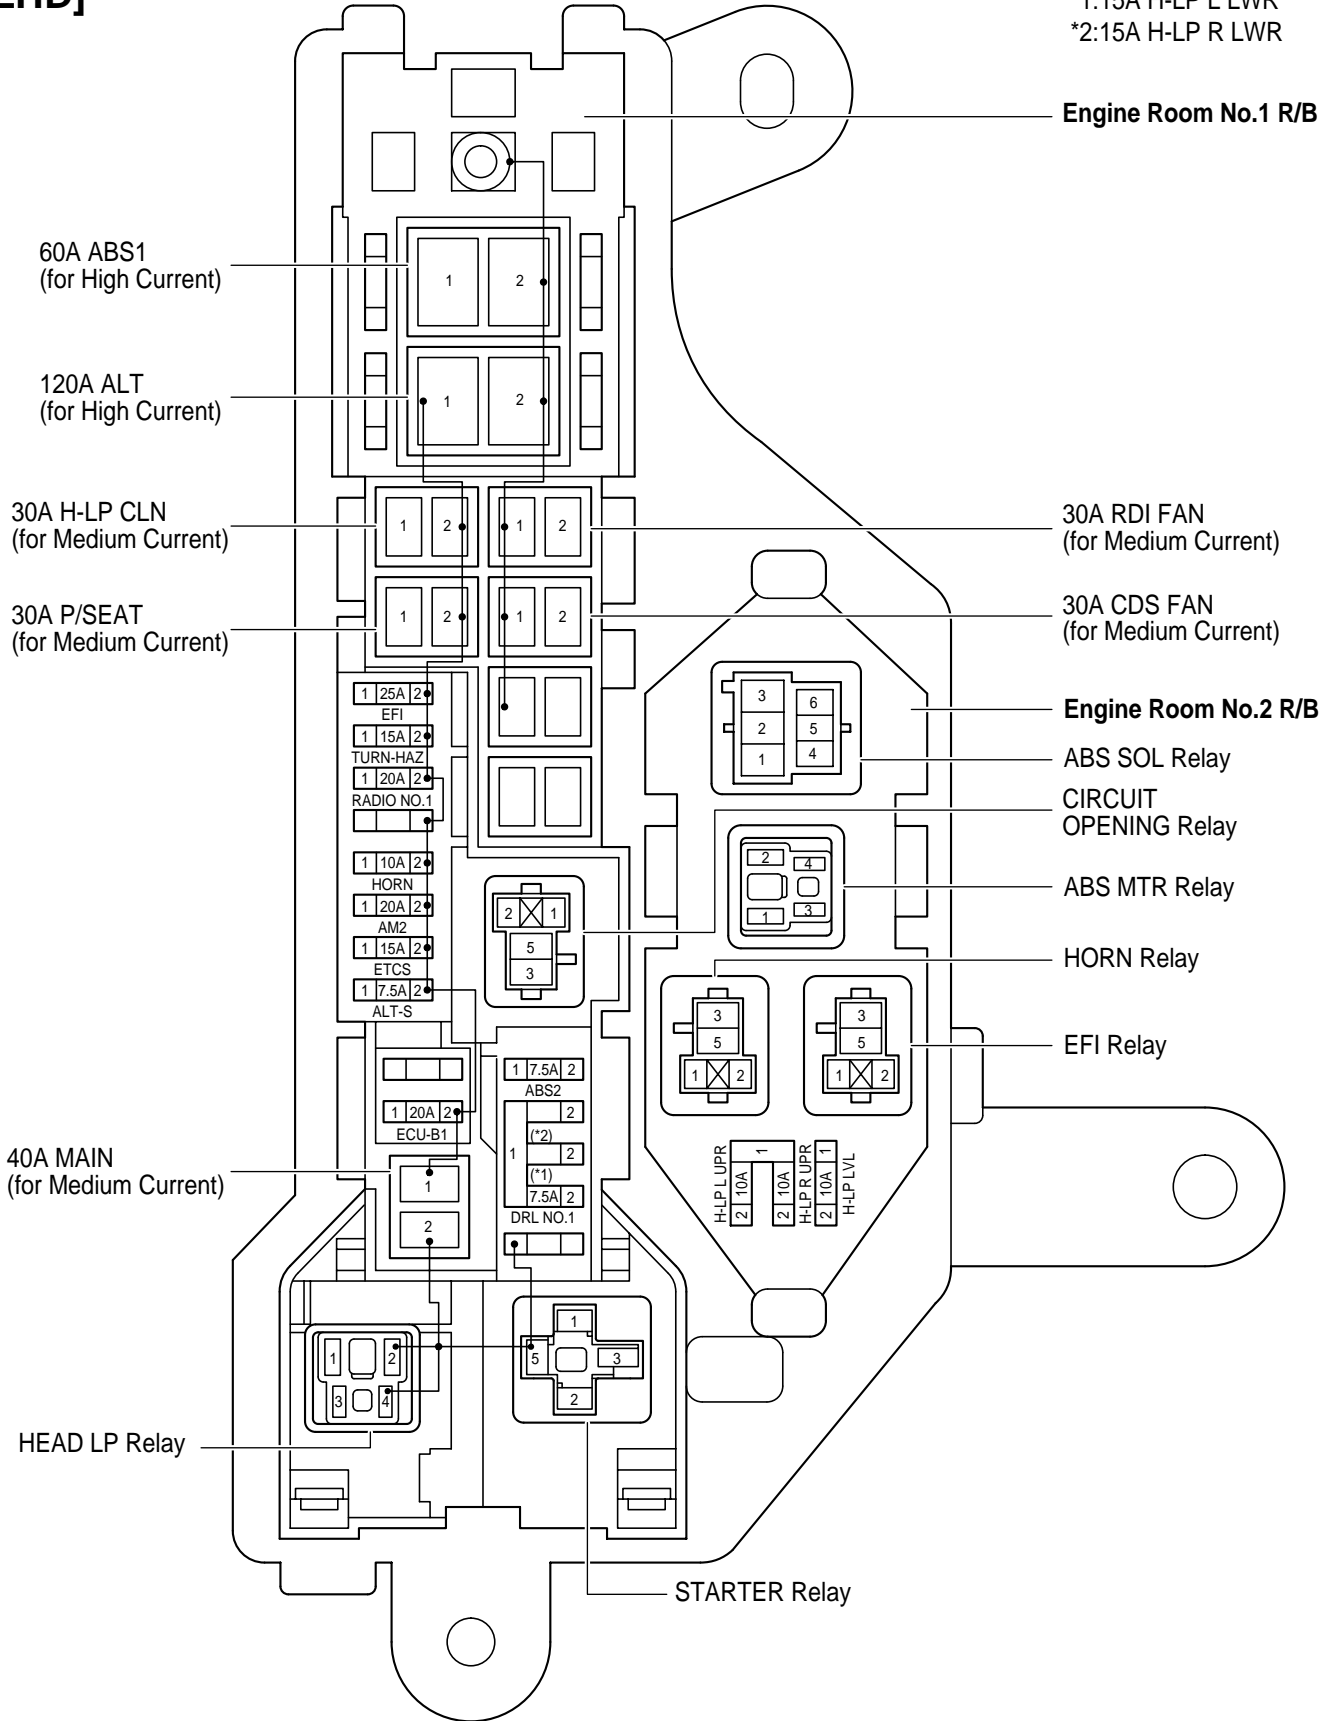 *1:15A H-LP L LWR
*2:15A H-LP R LWR
Engine Room No.1 R/B
60A ABS1
(for High Current)
1 2
120A ALT
(for High Current)
1 2
30A H-LP CLN
(for Medium Current)
1 2
1 2
30A RDI FAN
(for Medium Current)
30A P/SEAT
(for Medium Current)
1 2
1 2
30A CDS FAN
(for Medium Current)
1 25A 2
EFI
1 15A 2
TURN-HAZ
1 20A 2
RADIO NO.1
1 10A 2
HORN
1 20A 2
AM2
1 15A 2
ETCS
1 7.5A 2
ALT-S
1 20A 2
ECU-B1
40A MAIN
(for Medium Current)
1
2
2 1
5
3
1 7.5A 2
ABS2
2
(*2)
1 2
(*1)
7.5A 2
DRL NO.1
Engine Room No.2 R/B
3 6
2 5
1 4
ABS SOL Relay
CIRCUIT
OPENING Relay
2 4
1 3
ABS MTR Relay
HORN Relay
3
5
1 2
3
5
1 2
EFI Relay
H-LP L UPR
2 10A
1
2 10A
H-LP R UPR
2 10A 1
H-LP LVL
1 2
3 4
HEAD LP Relay
1
5 3
2
STARTER Relay